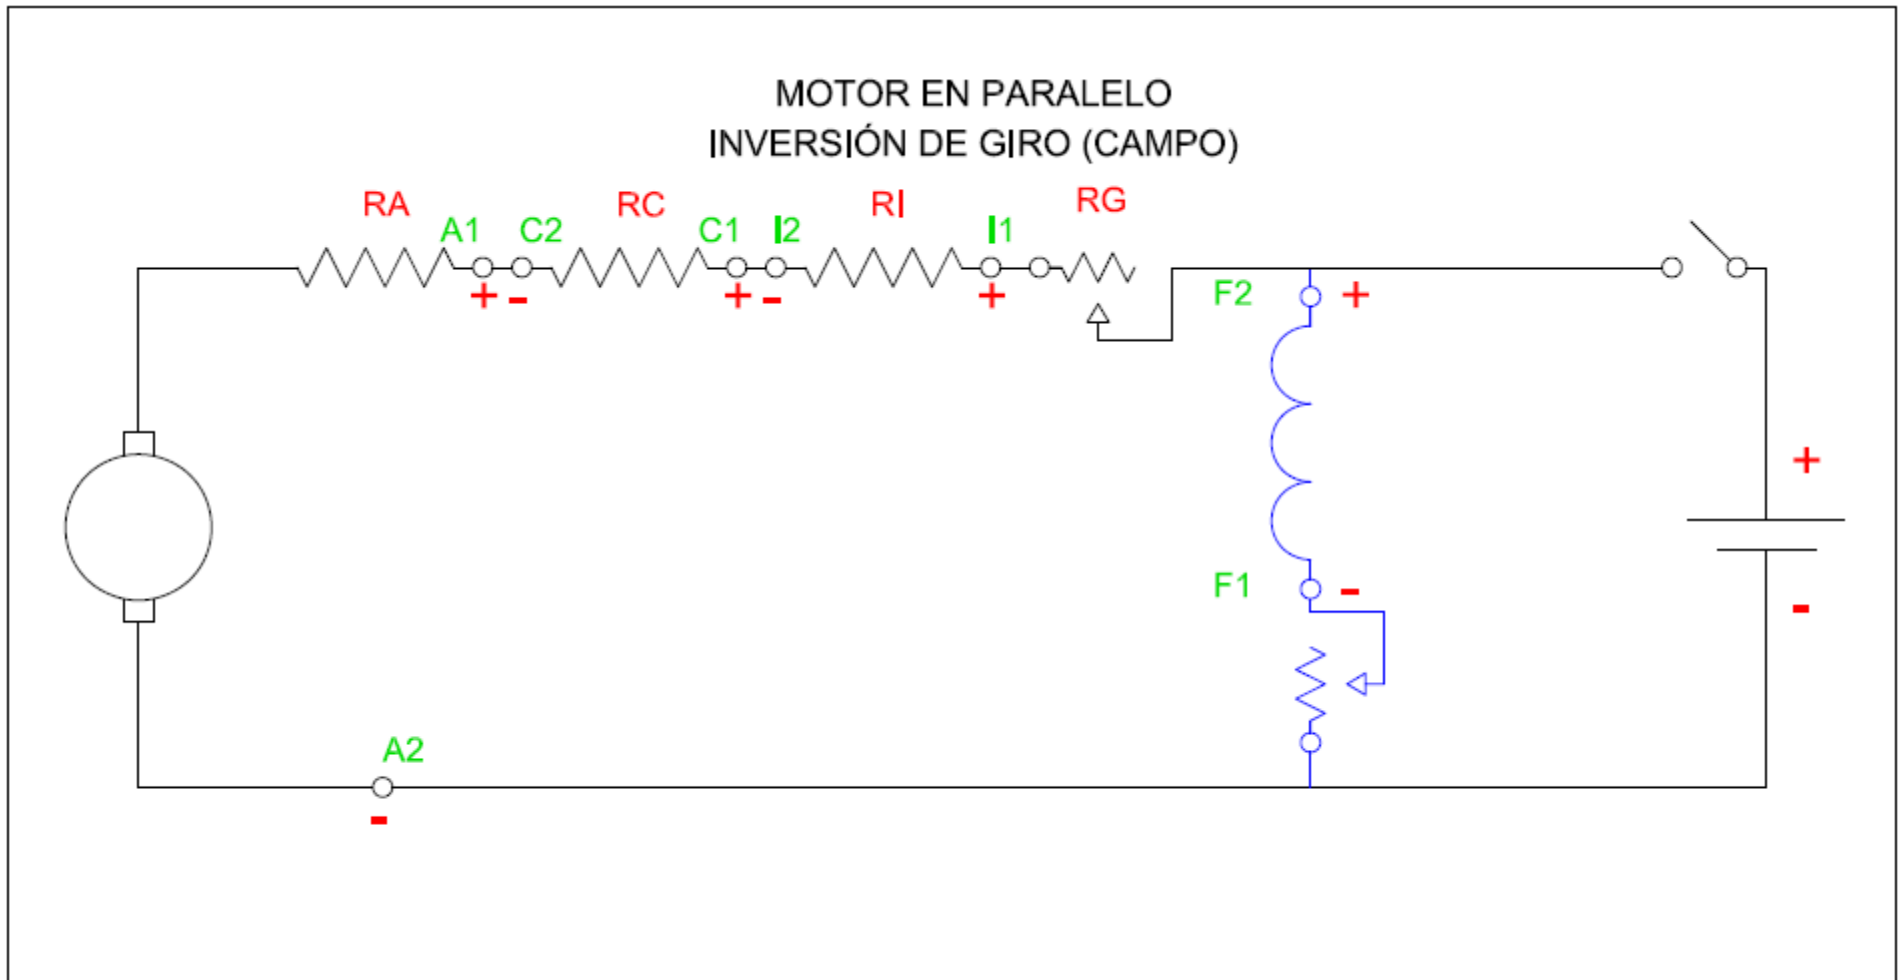 MOTOR EN PARALELO
INVERSIÓN DE GIRO (CAMPO)
RA RC RI RG
A1 C2 C1 I2 I1
+ - + - +
F2 +
+
F1 -
-
A2
-